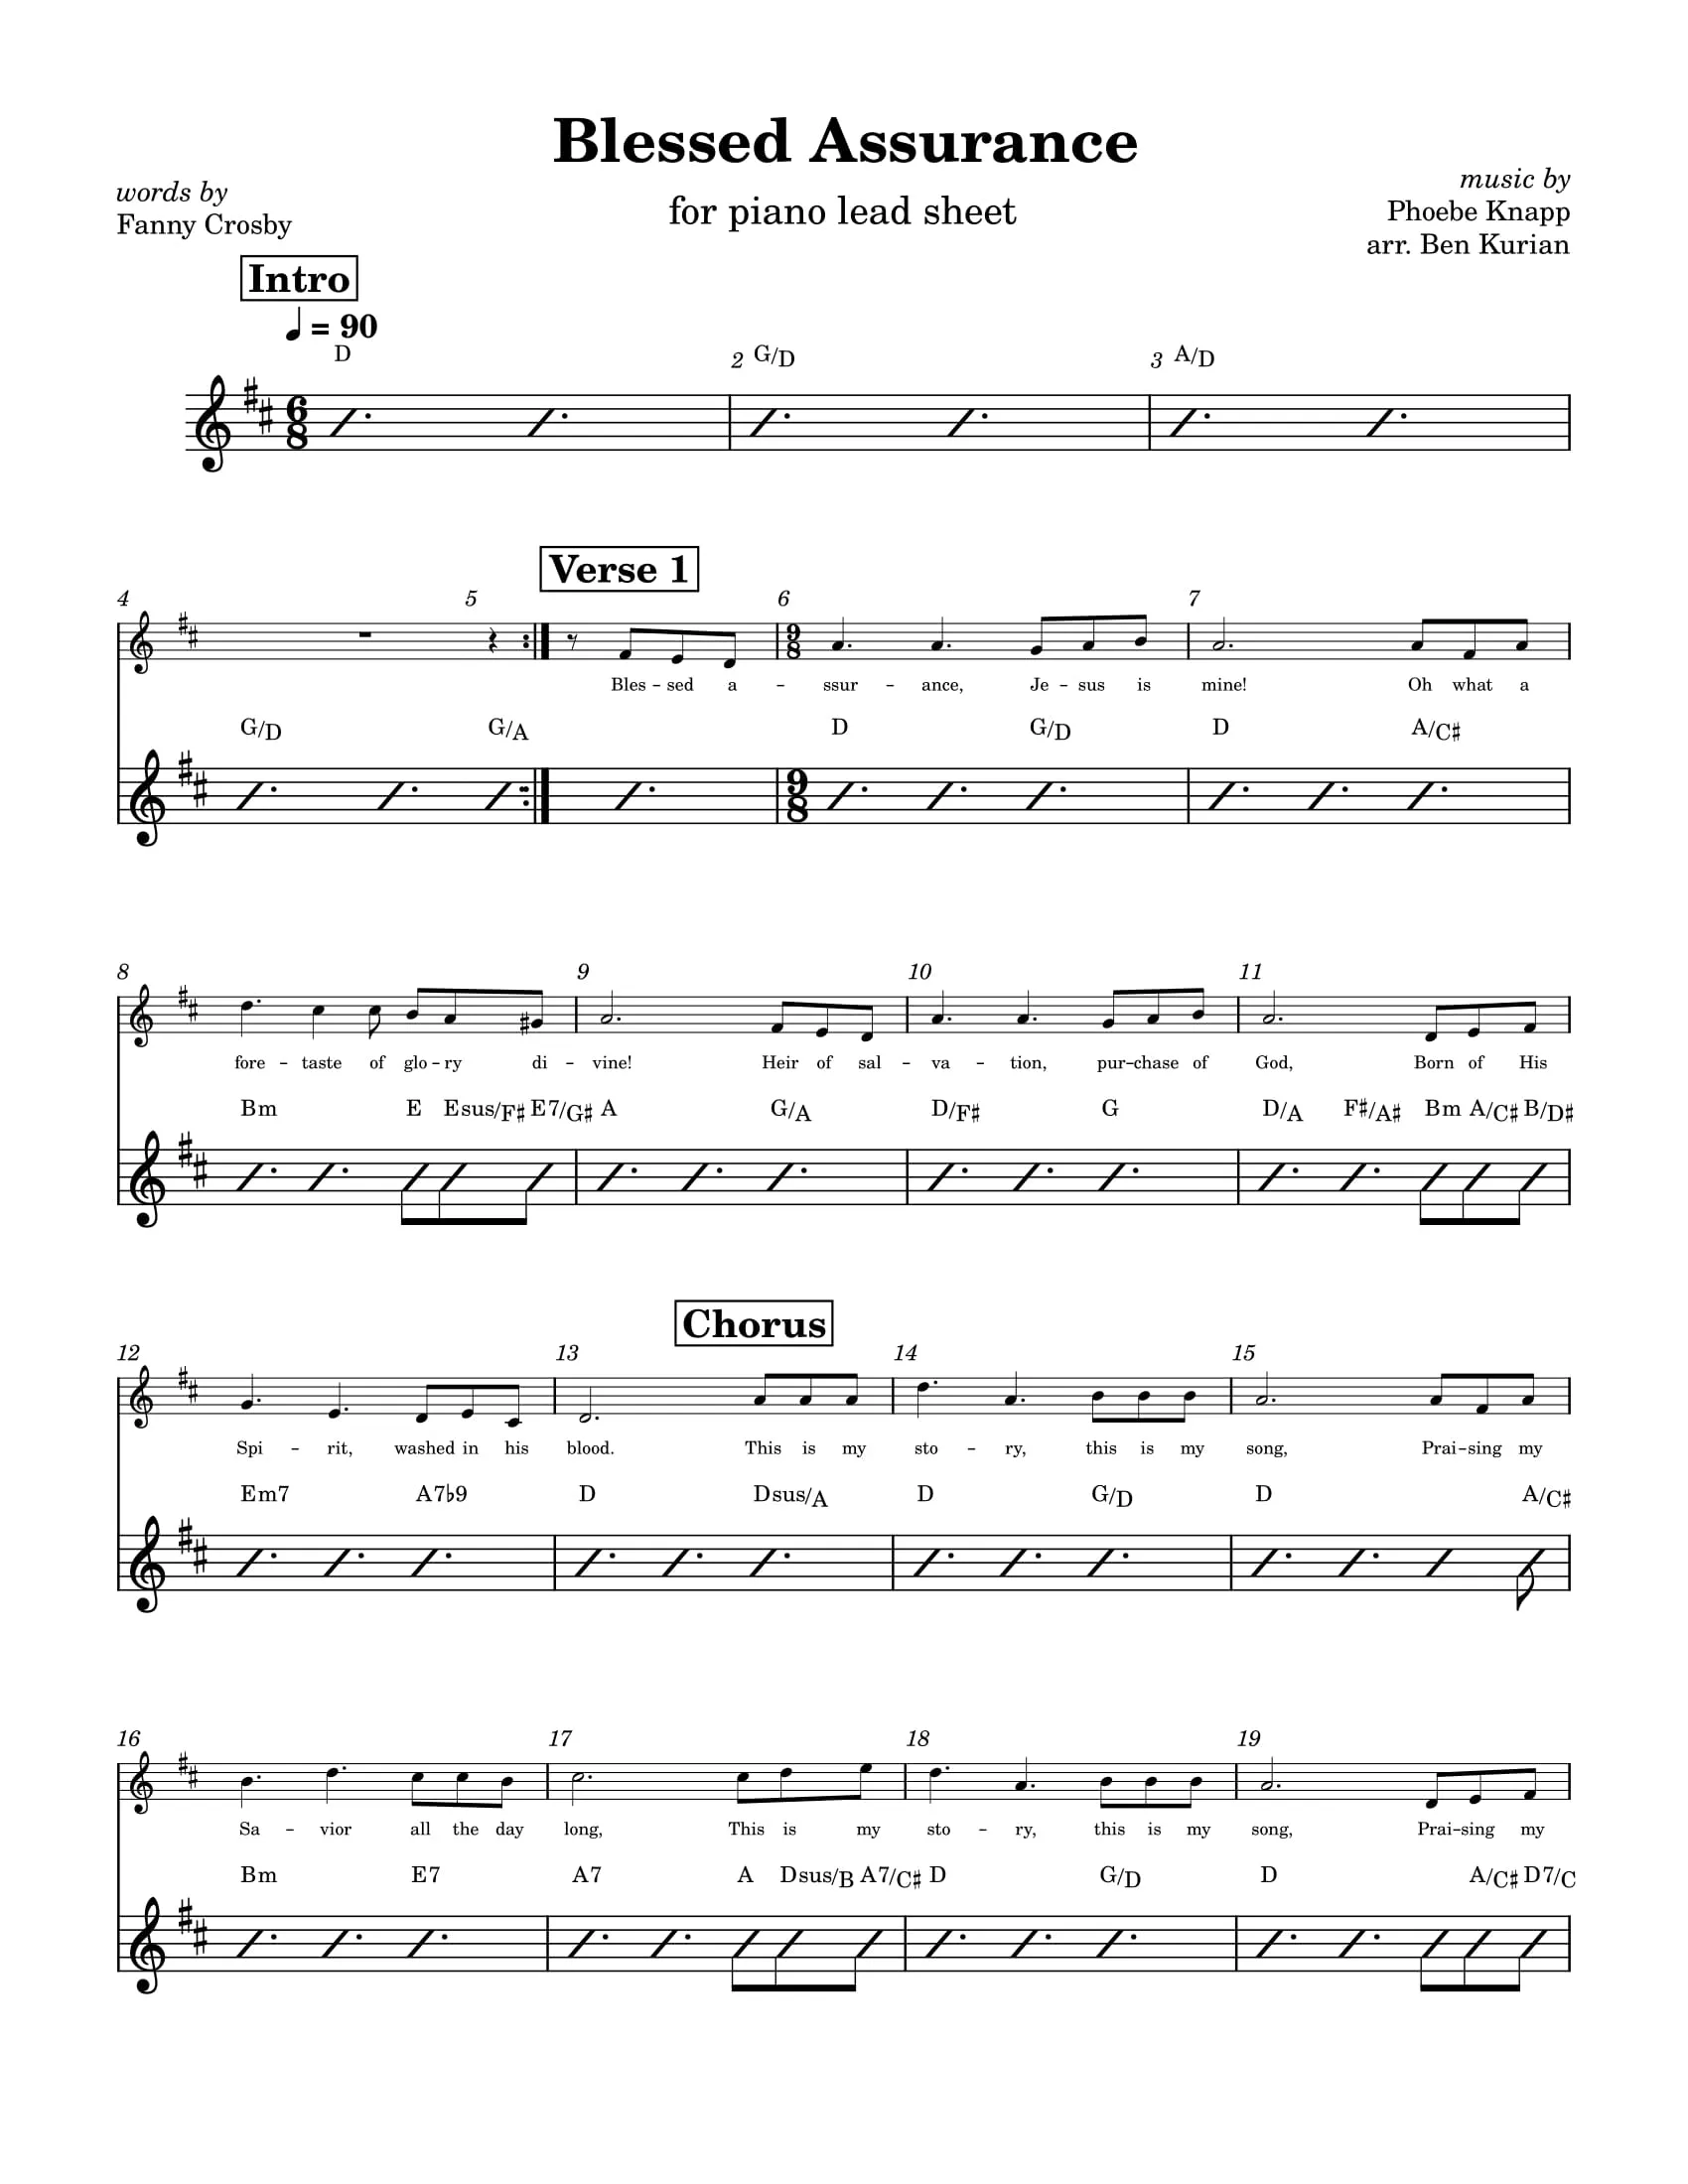 Blessed Assurance
words by
Fanny Crosby
for piano lead sheet
music by
Phoebe Knapp
arr. Ben Kurian
Intro
♩ = 90
D 2 G/D 3 A/D
6
8
Verse 1
4 5 6 7
9
8
Bles -- sed a -- ssur -- ance, Je -- sus is mine! Oh what a
G/D G/A D G/D D A/C♯
9
8
8 9 10 11
fore -- taste of glo -- ry di -- vine! Heir of sal -- va -- tion, pur -- chase of God, Born of His
Bm E Esus/F♯ E7/G♯ A G/A D/F♯ G D/A F♯/A♯ Bm A/C♯ B/D♯
Chorus
12 13 14 15
Spi -- rit, washed in his blood. This is my sto -- ry, this is my song, Prai -- sing my
Em7 A7♭9 D Dsus/A D G/D D A/C♯
16 17 18 19
Sa -- vior all the day long, This is my sto -- ry, this is my song, Prai -- sing my
Bm E7 A7 A Dsus/B A7/C♯ D G/D D A/C♯ D7/C